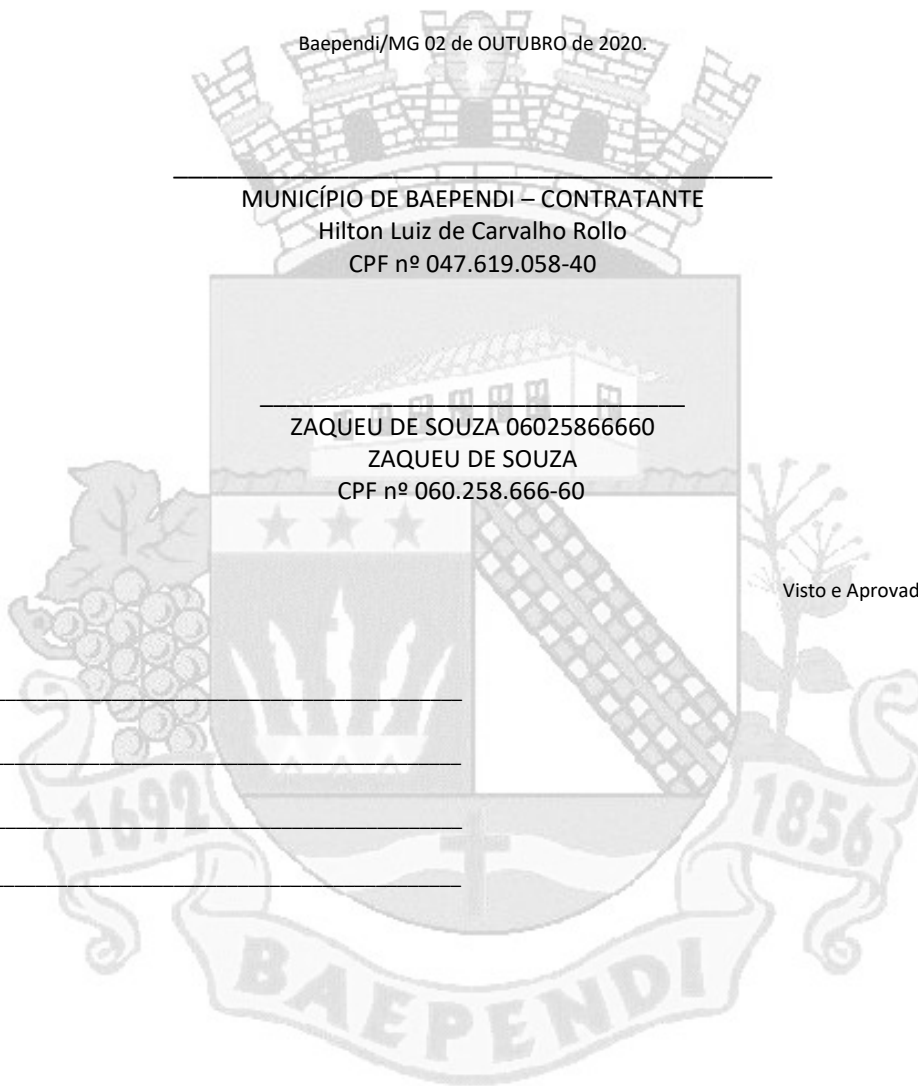 Baependi/MG 02 de OUTUBRO de 2020.
MUNICÍPIO DE BAEPENDI – CONTRATANTE
Hilton Luiz de Carvalho Rollo
CPF nº 047.619.058-40
ZAQUEU DE SOUZA 06025866660
ZAQUEU DE SOUZA
CPF nº 060.258.666-60
Visto e Aprovad
1692
1856
BAEPENDI